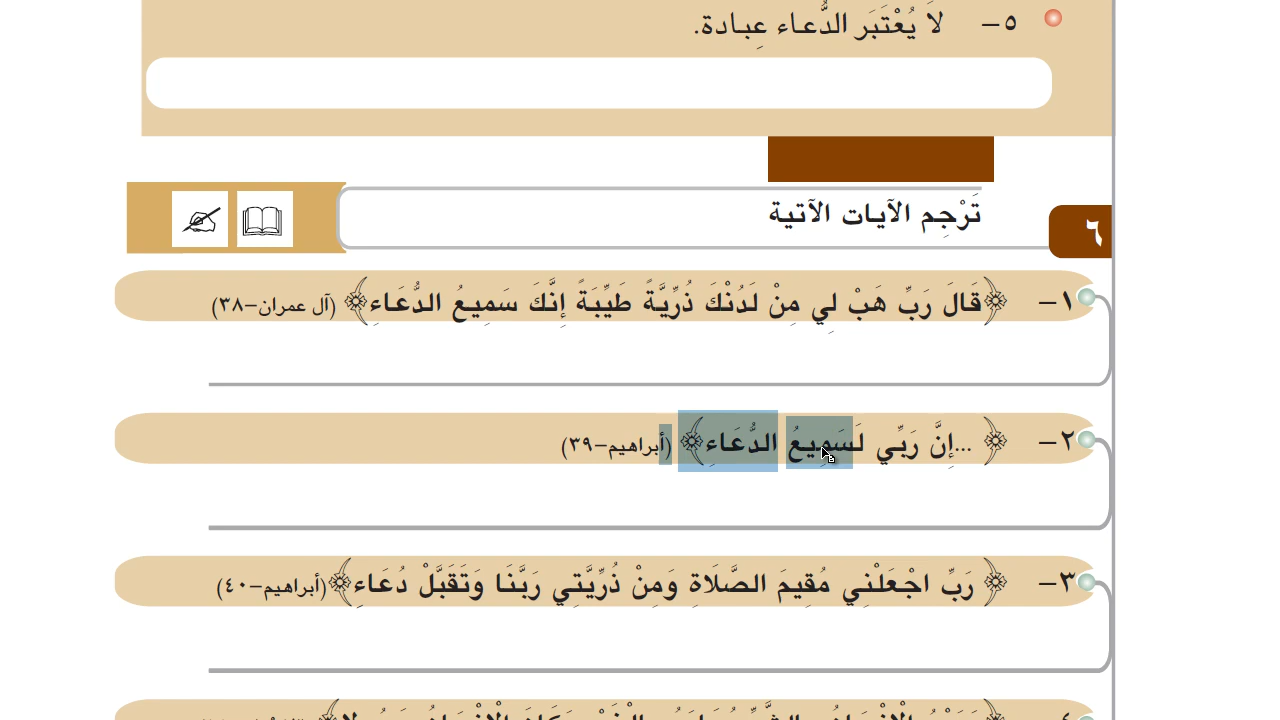 ٥- لاَ يُعْتَبَر الدُّعاء عِبادة.
٦ تَرْجِم الآيات الآتية
١- ﴿قَالَ رَبِّ هَبْ لِي مِنْ لَدُنْكَ ذُرِّيَّةً طَيِّبَةً إِنَّكَ سَمِيعُ الدُّعَاءِ﴾ (آل عمران-٣٨)
٢- ﴿ ...إِنَّ رَبِّي لَسَمِيعُ الدُّعَاءِ﴾ (أبراهيم-٣٩)
٣- ﴿ رَبِّ اجْعَلْنِي مُقِيمَ الصَّلَاةِ وَمِنْ ذُرِّيَّتِي رَبَّنَا وَتَقَبَّلْ دُعَاءِ﴾(أبراهيم-٤٠)